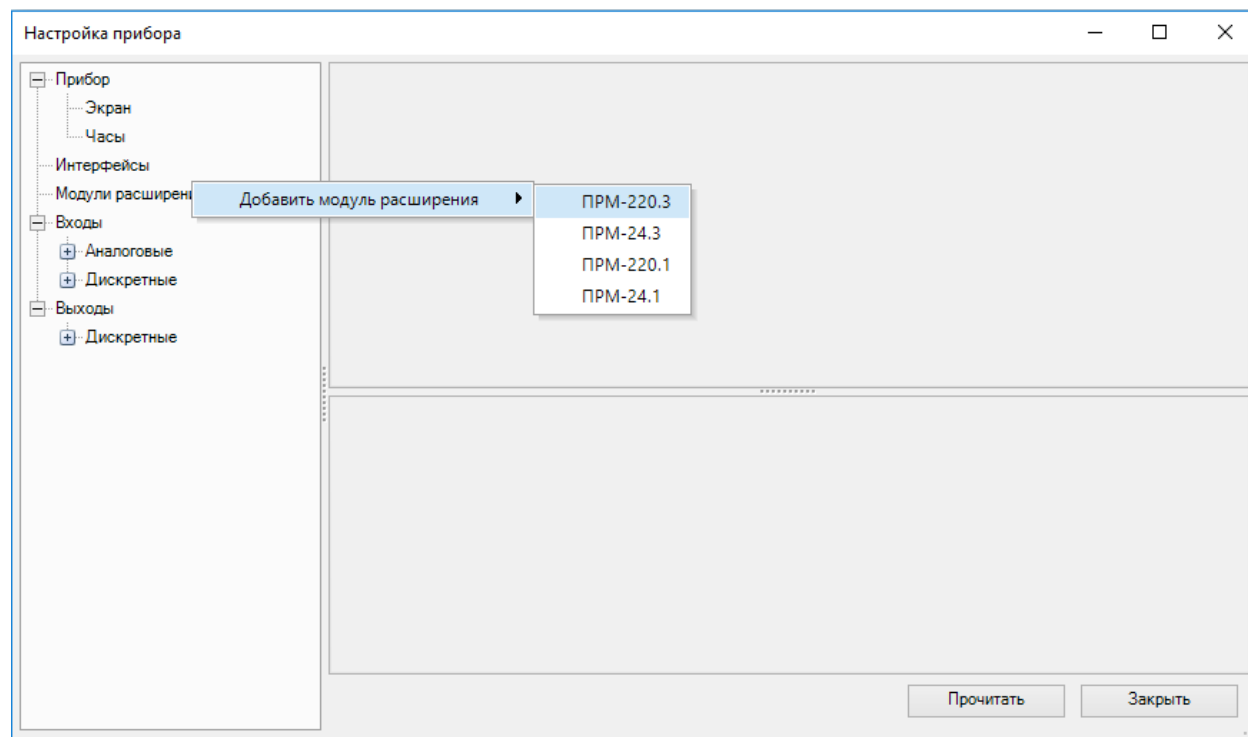 Настройка прибора
Прибор
Экран
Часы
Интерфейсы
Модули
Добавить модуль расширения
ПРМ-220.3
ПРМ-24.3
ПРМ-220.1
ПРМ-24.1
Входы
Аналоговые
Дискретные
Выходы
Дискретные
Прочитать
Закрыть